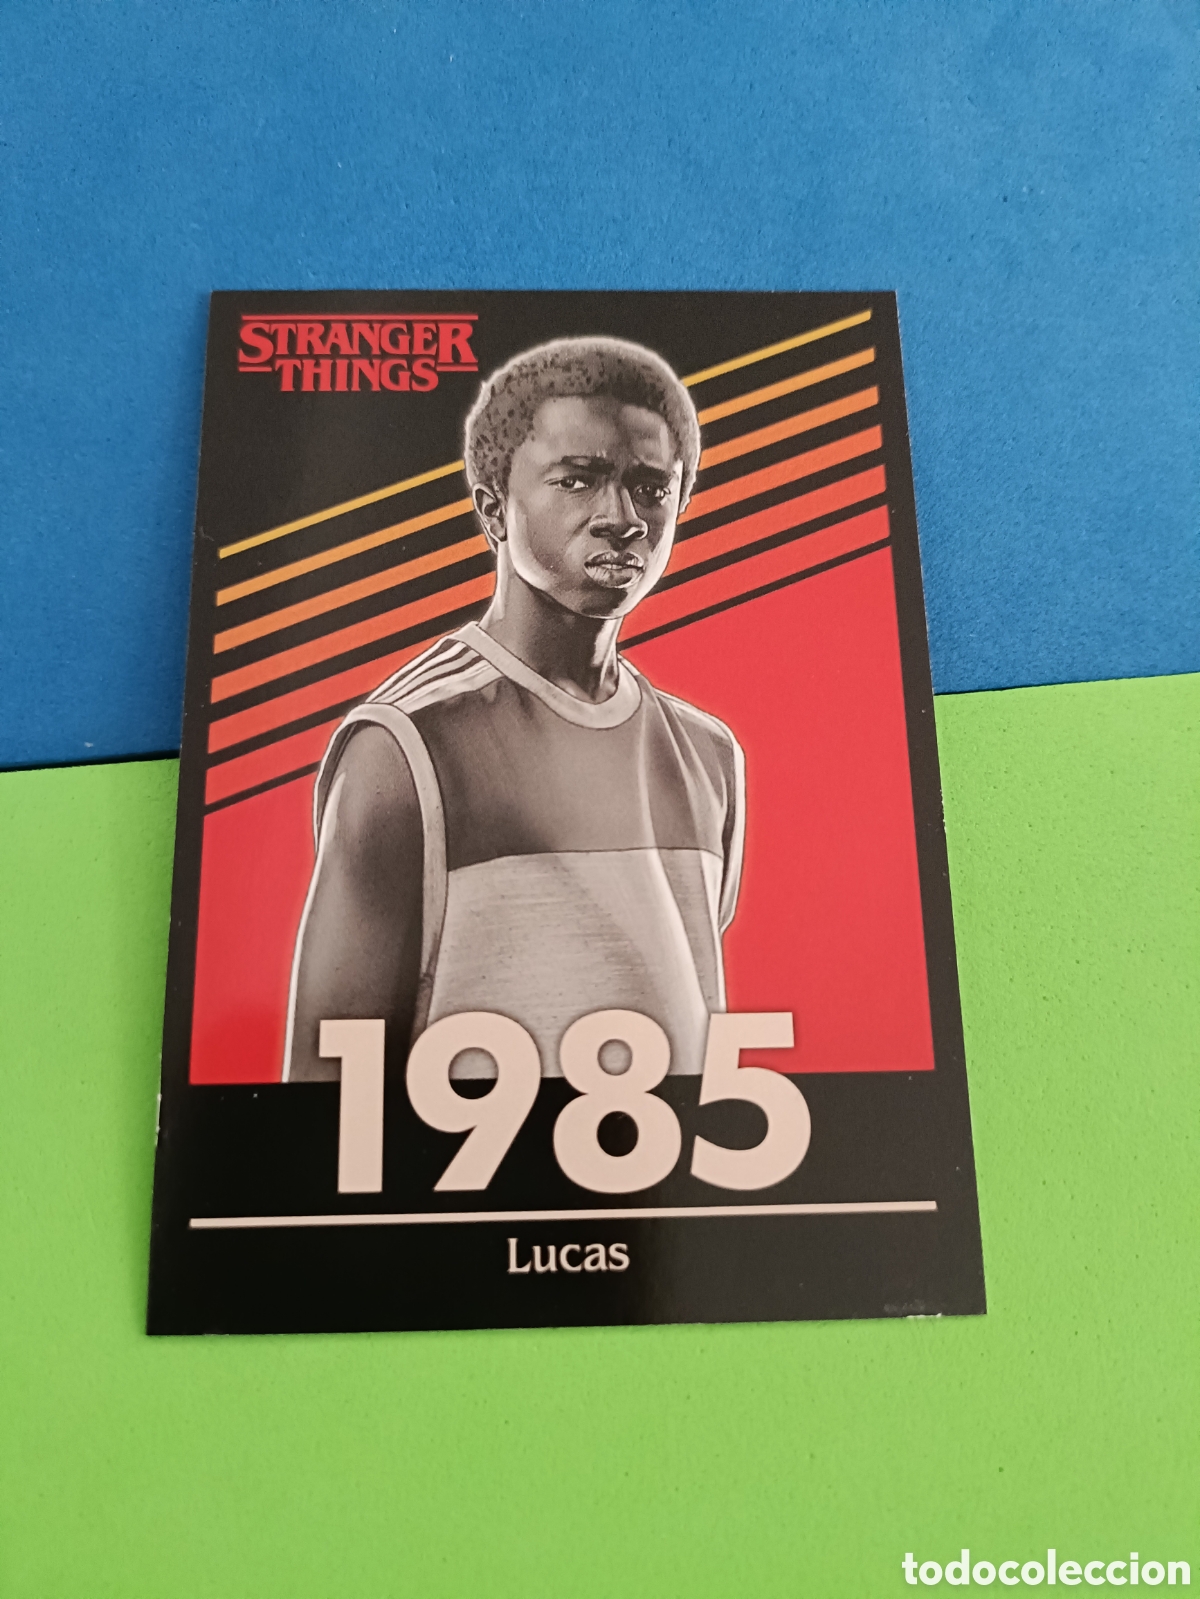 STRANGER
THINGS
1985
Lucas
todocoleccion